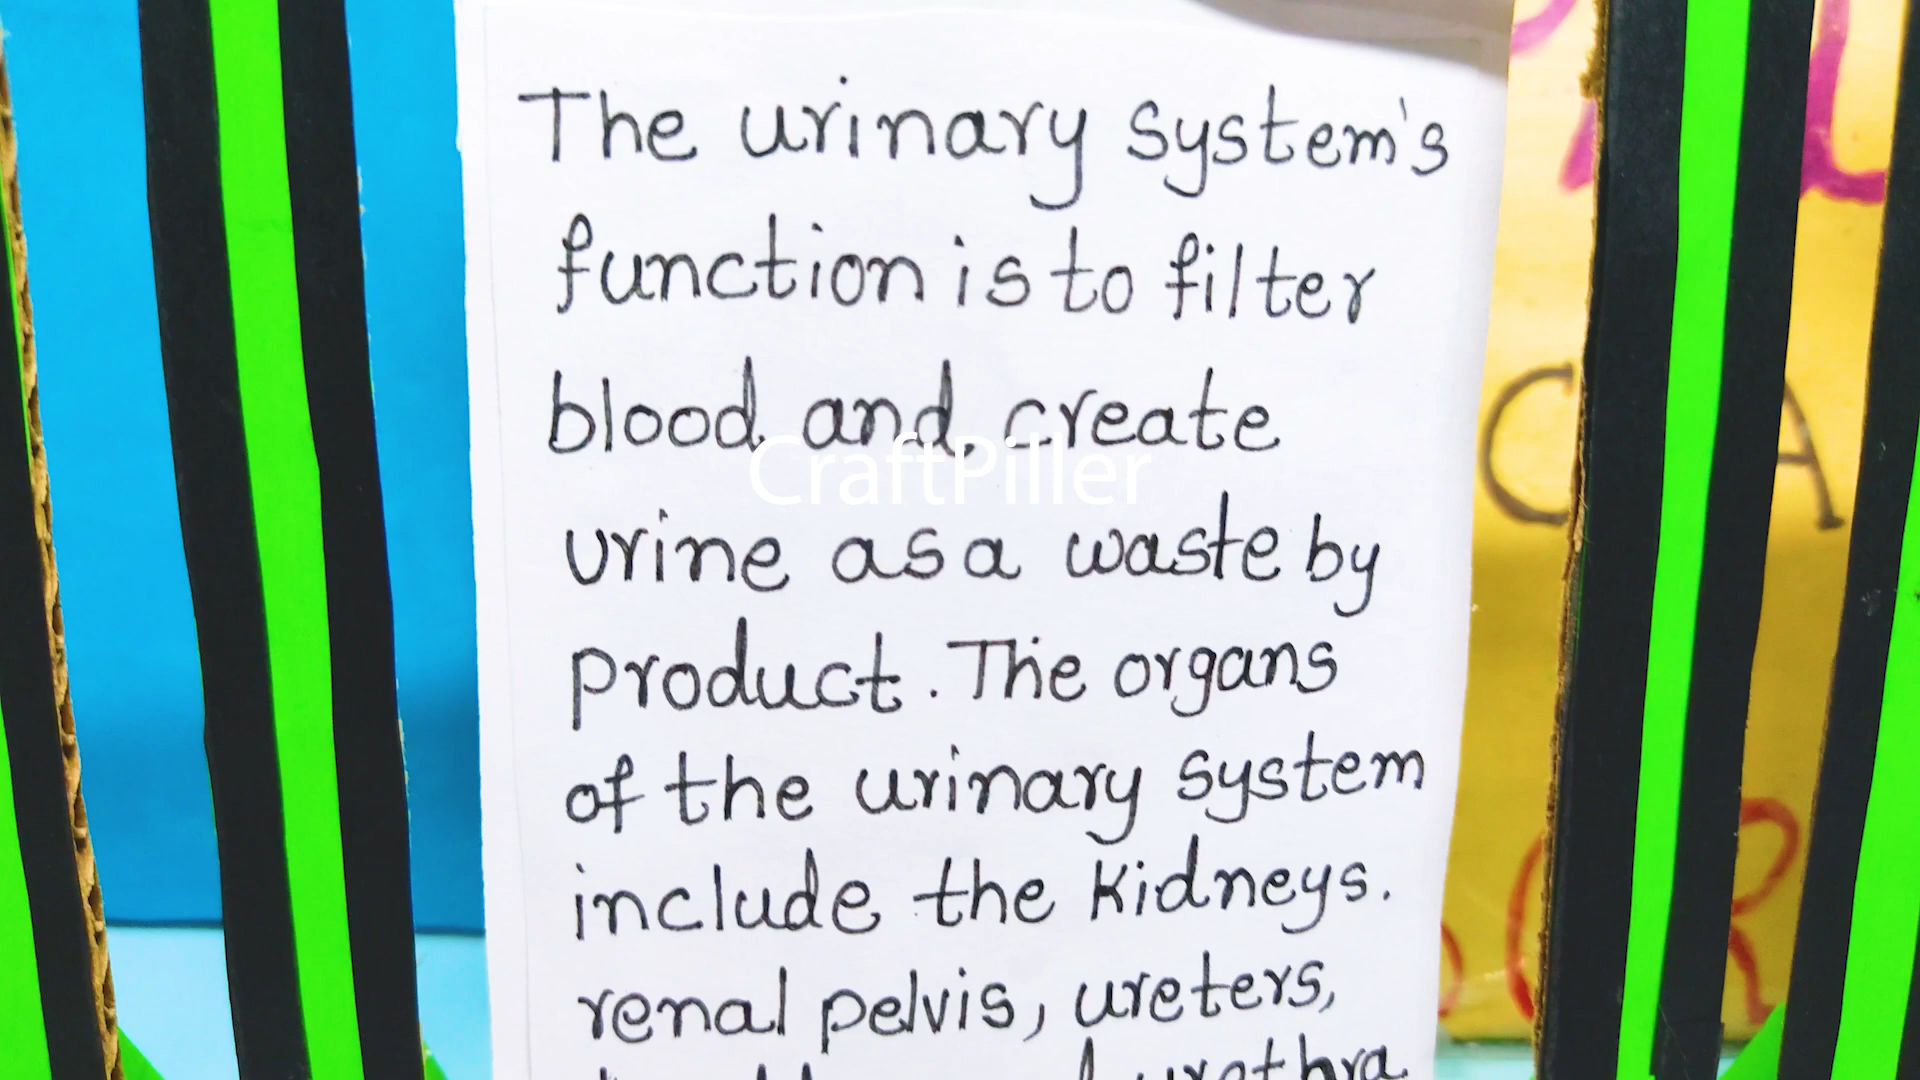 The urinary system's
function is to filter
blood and create
CraftPiller
urine as a waste by
product. The organs
of the urinary system
include the kidneys.
renal pelvis, ureters,
urethra
C A